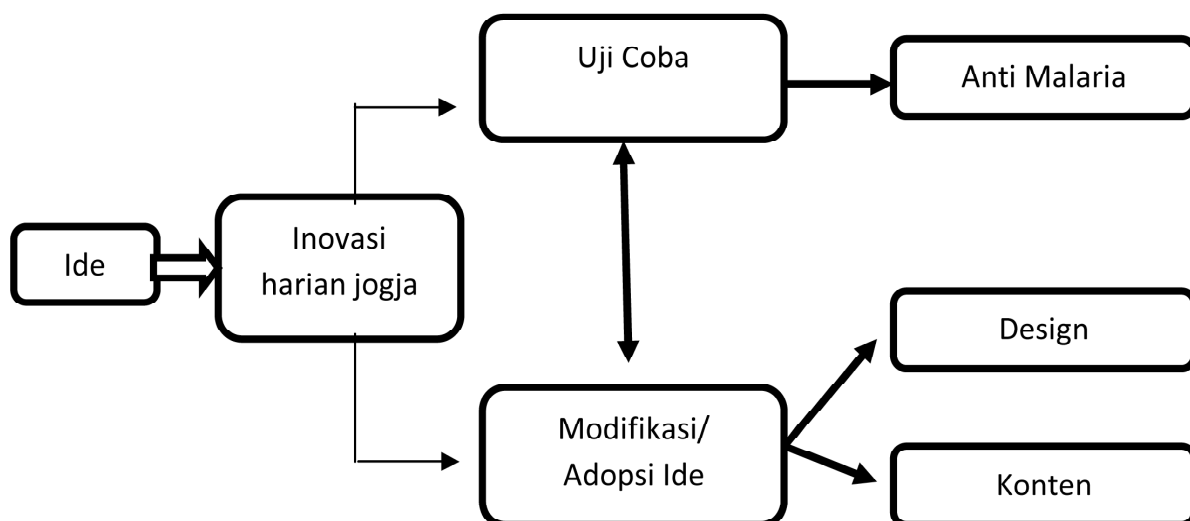 Uji Coba
Anti Malaria
Ide
Inovasi
harian jogja
Design
Modifikasi/
Adopsi Ide
Konten